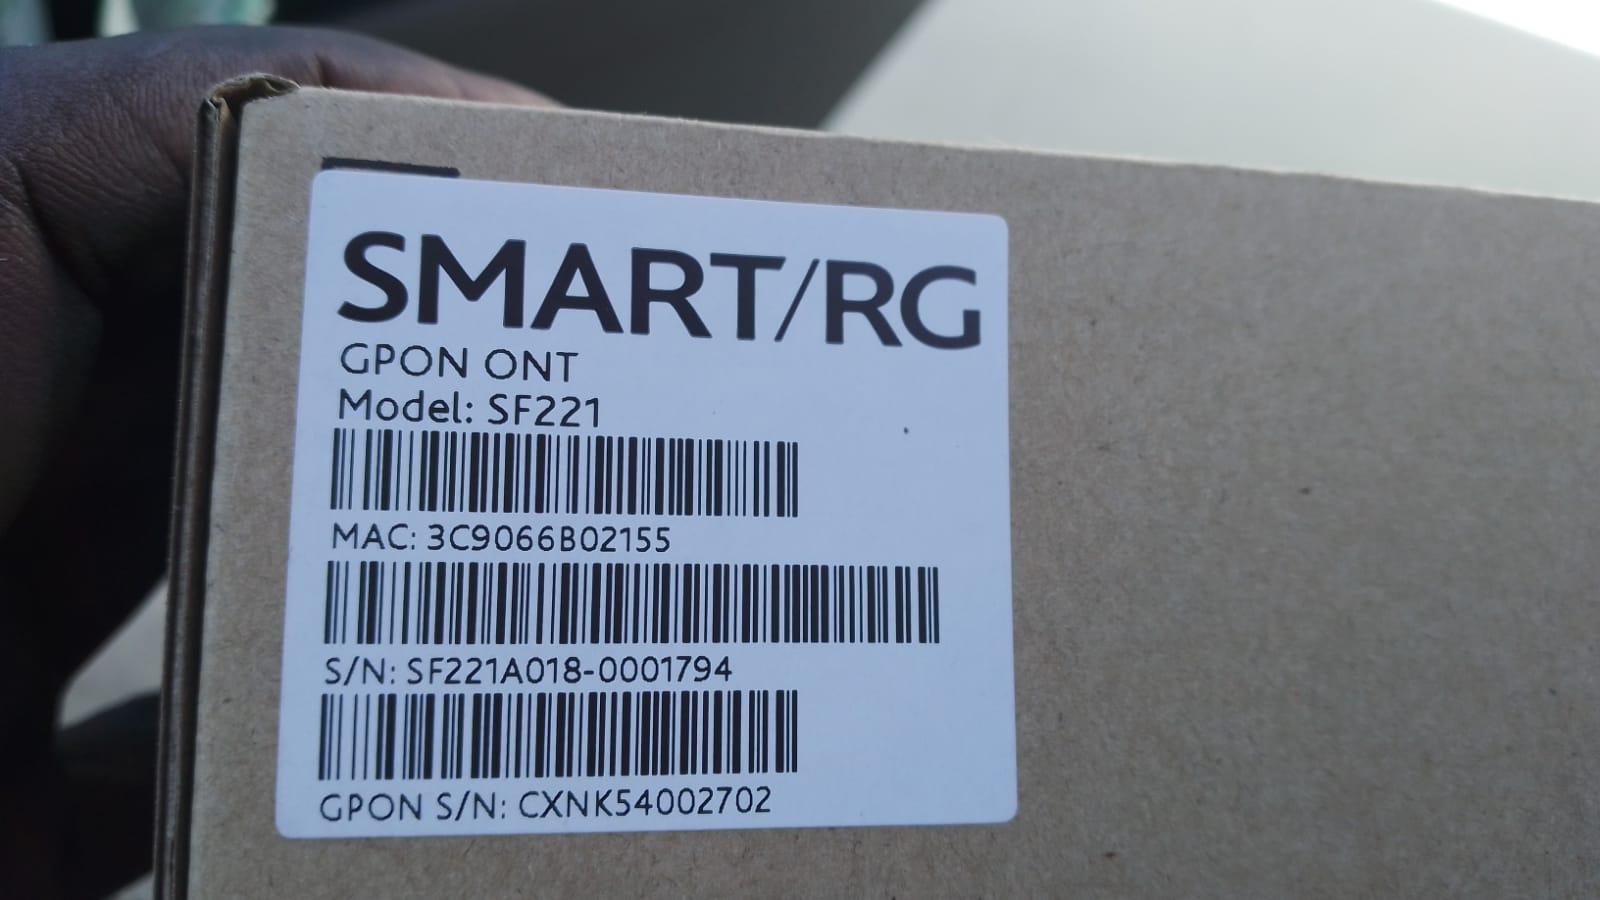 SMART/RG
GPON ONT
Model: SF221
MAC: 3C9066B02155
S/N: SF221A018-0001794
GPON S/N: CXNK54002702